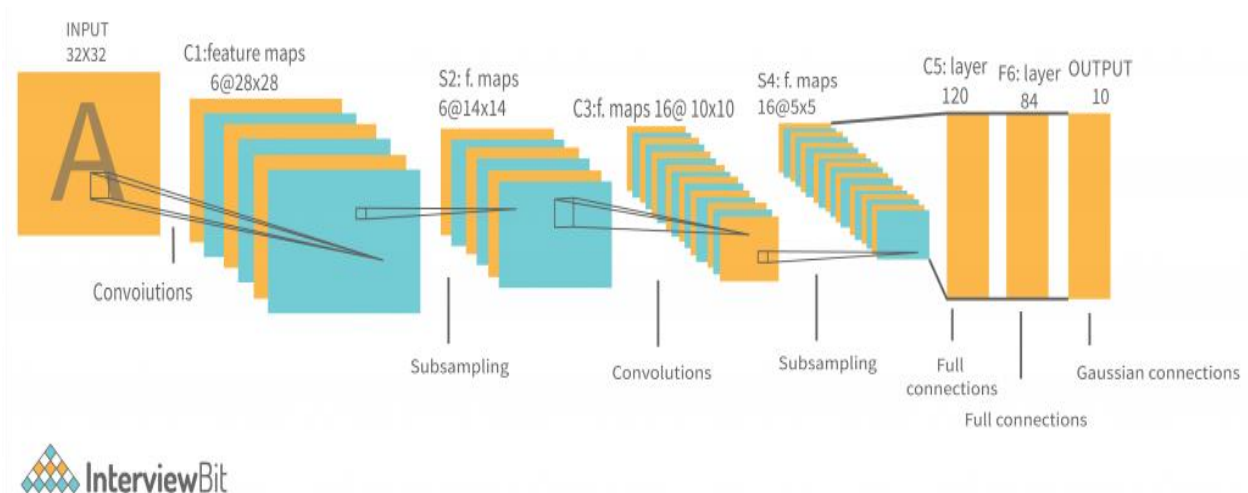 INPUT
32X32
A
C1:feature maps
6@28x28
S2: f. maps
6@14x14
C3:f. maps 16@ 10x10
S4: f. maps
16@5x5
C5: layer
120
F6: layer
84
OUTPUT
10
Convoiutions
Subsampling
Convolutions
Subsampling
Full
connections
Full connections
Gaussian connections
InterviewBit